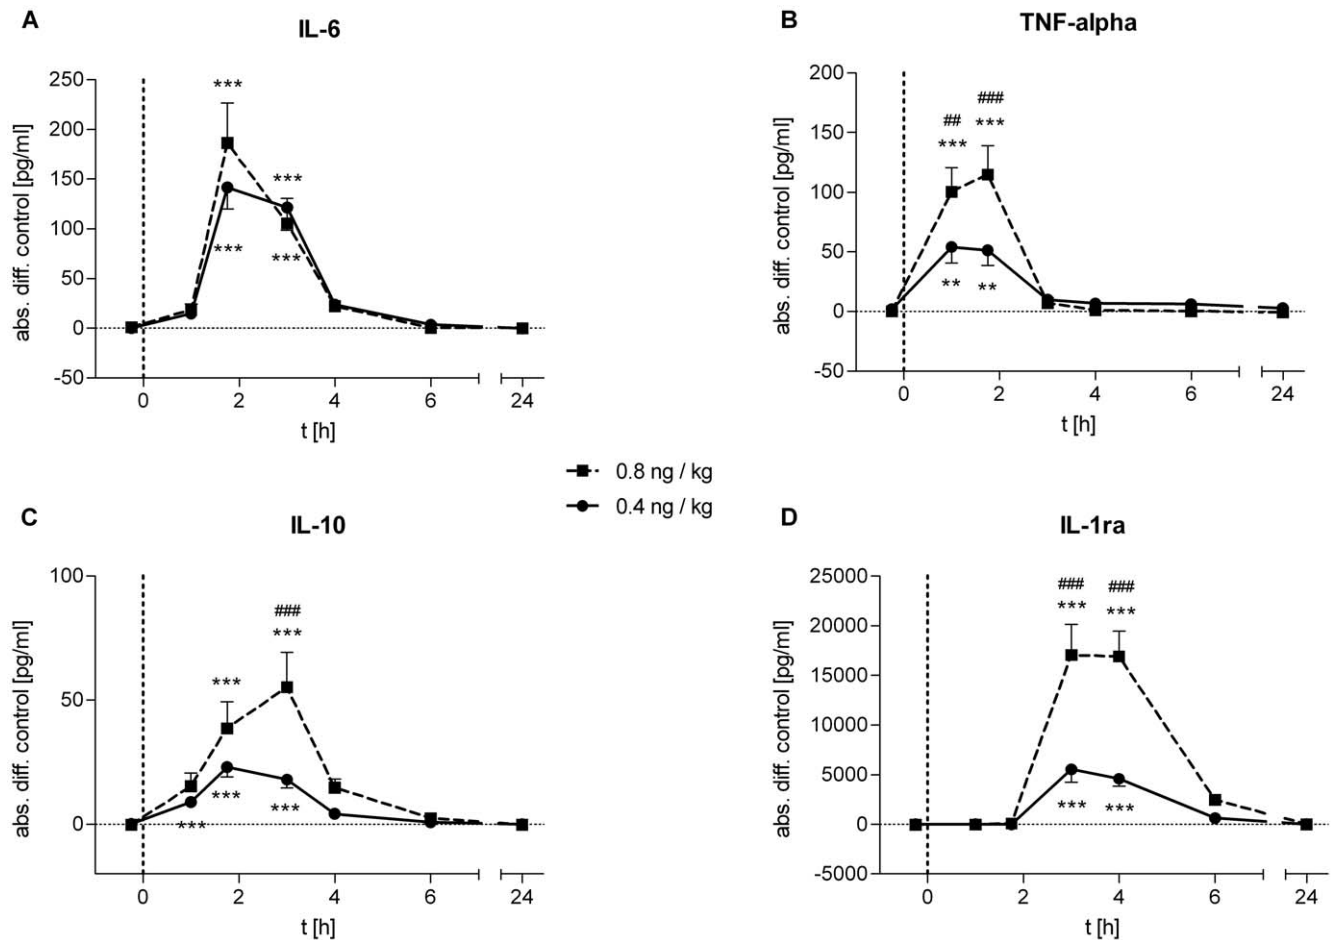 A
IL-6
abs. diff. control [pg/ml]
250
200
150
100
50
0
-50
***
***
***
***
0 2 4 6 24
t [h]
B
TNF-alpha
abs. diff. control [pg/ml]
200
150
100
50
0
-50
###
##
***
***
**
**
0 2 4 6 24
t [h]
0.8 ng / kg
0.4 ng / kg
C
IL-10
abs. diff. control [pg/ml]
100
50
0
###
***
***
***
***
***
0 2 4 6 24
t [h]
D
IL-1ra
abs. diff. control [pg/ml]
25000
20000
15000
10000
5000
0
-5000
### ###
*** ***
*** ***
0 2 4 6 24
t [h]